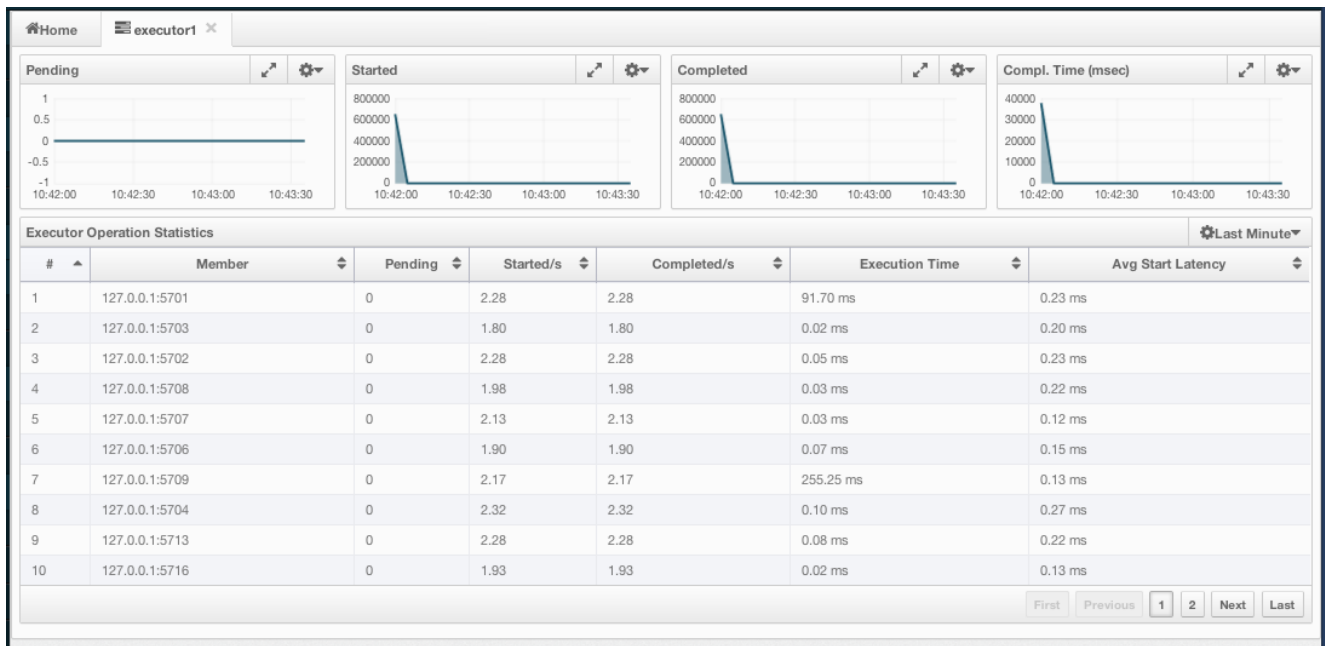 Home executor1
Pending Started Completed Compl. Time (msec)
1
0.5
0
-0.5
-1
10:42:00 10:42:30 10:43:00 10:43:30
800000
600000
400000
200000
0
10:42:00 10:42:30 10:43:00 10:43:30
800000
600000
400000
200000
0
10:42:00 10:42:30 10:43:00 10:43:30
40000
30000
20000
10000
0
10:42:00 10:42:30 10:43:00 10:43:30
Executor Operation Statistics Last Minute
# Member Pending Started/s Completed/s Execution Time Avg Start Latency
1 127.0.0.1:5701 0 2.28 2.28 91.70 ms 0.23 ms
2 127.0.0.1:5703 0 1.80 1.80 0.02 ms 0.20 ms
3 127.0.0.1:5702 0 2.28 2.28 0.05 ms 0.23 ms
4 127.0.0.1:5708 0 1.98 1.98 0.03 ms 0.22 ms
5 127.0.0.1:5707 0 2.13 2.13 0.03 ms 0.12 ms
6 127.0.0.1:5706 0 1.90 1.90 0.07 ms 0.15 ms
7 127.0.0.1:5709 0 2.17 2.17 255.25 ms 0.13 ms
8 127.0.0.1:5704 0 2.32 2.32 0.10 ms 0.27 ms
9 127.0.0.1:5713 0 2.28 2.28 0.08 ms 0.22 ms
10 127.0.0.1:5716 0 1.93 1.93 0.02 ms 0.13 ms
First Previous 1 2 Next Last